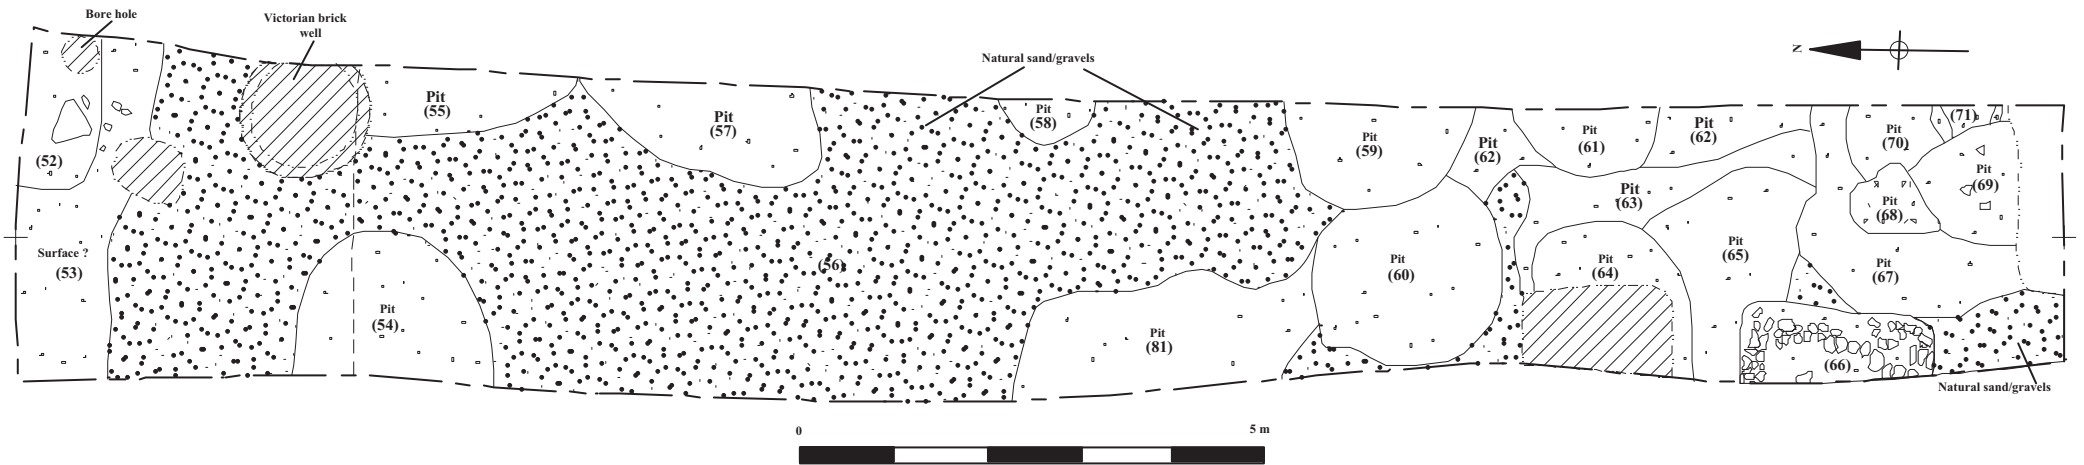 Bore hole
Victorian brick
well
Natural sand/gravels
N
Pit
(55)
Pit
(57)
Pit
(58)
Pit
(59)
Pit
(62)
Pit
(61)
Pit
(62)
Pit
(70)
(71)
(52)
Pit
(63)
Pit
(68)
Pit
(69)
Surface ?
(53)
(56)
Pit
(60)
Pit
(64)
Pit
(65)
Pit
(67)
Pit
(54)
Pit
(81)
(66)
Natural sand/gravels
0
5 m